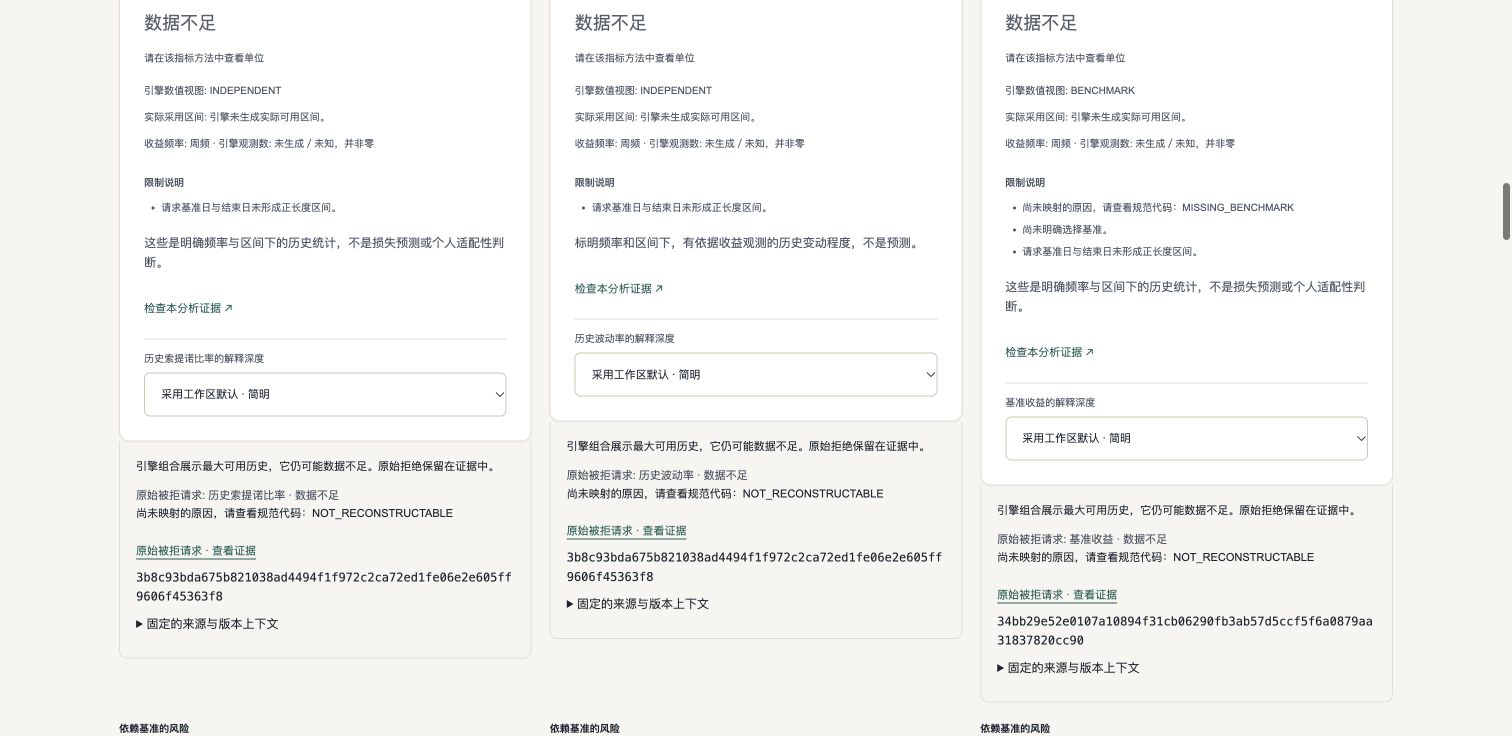 数据不足
请在该指标方法中查看单位
引擎数值视图: INDEPENDENT
实际采用区间: 引擎未生成实际可用区间。
收益频率: 周频 · 引擎观测数: 未生成 / 未知，并非零
限制说明
• 请求基准日与结束日未形成正长度区间。
这些是明确频率与区间下的历史统计，不是损失预测或个人适配性判
断。
检查本分析证据 ↗
历史索提诺比率的解释深度
采用工作区默认 · 简明
引擎组合展示最大可用历史，它仍可能数据不足。原始拒绝保留在证据中。
原始被拒请求: 历史索提诺比率 · 数据不足
尚未映射的原因，请查看规范代码：NOT_RECONSTRUCTABLE
原始被拒请求 · 查看证据
3b8c93bda675b821038ad4494f1f972c2ca72ed1fe06e2e605ff
9606f45363f8
▶ 固定的来源与版本上下文
依赖基准的风险
数据不足
请在该指标方法中查看单位
引擎数值视图: INDEPENDENT
实际采用区间: 引擎未生成实际可用区间。
收益频率: 周频 · 引擎观测数: 未生成 / 未知，并非零
限制说明
• 请求基准日与结束日未形成正长度区间。
标明频率和区间下，有依据收益观测的历史变动程度，不是预测。
检查本分析证据 ↗
历史波动率的解释深度
采用工作区默认 · 简明
引擎组合展示最大可用历史，它仍可能数据不足。原始拒绝保留在证据中。
原始被拒请求: 历史波动率 · 数据不足
尚未映射的原因，请查看规范代码：NOT_RECONSTRUCTABLE
原始被拒请求 · 查看证据
3b8c93bda675b821038ad4494f1f972c2ca72ed1fe06e2e605ff
9606f45363f8
▶ 固定的来源与版本上下文
依赖基准的风险
数据不足
请在该指标方法中查看单位
引擎数值视图: BENCHMARK
实际采用区间: 引擎未生成实际可用区间。
收益频率: 周频 · 引擎观测数: 未生成 / 未知，并非零
限制说明
• 尚未映射的原因，请查看规范代码：MISSING_BENCHMARK
• 尚未明确选择基准。
• 请求基准日与结束日未形成正长度区间。
这些是明确频率与区间下的历史统计，不是损失预测或个人适配性判
断。
检查本分析证据 ↗
基准收益的解释深度
采用工作区默认 · 简明
引擎组合展示最大可用历史，它仍可能数据不足。原始拒绝保留在证据中。
原始被拒请求: 基准收益 · 数据不足
尚未映射的原因，请查看规范代码：NOT_RECONSTRUCTABLE
原始被拒请求 · 查看证据
34bb29e52e0107a10894f31cb06290fb3ab57d5ccf5f6a0879aa
31837820cc90
▶ 固定的来源与版本上下文
依赖基准的风险